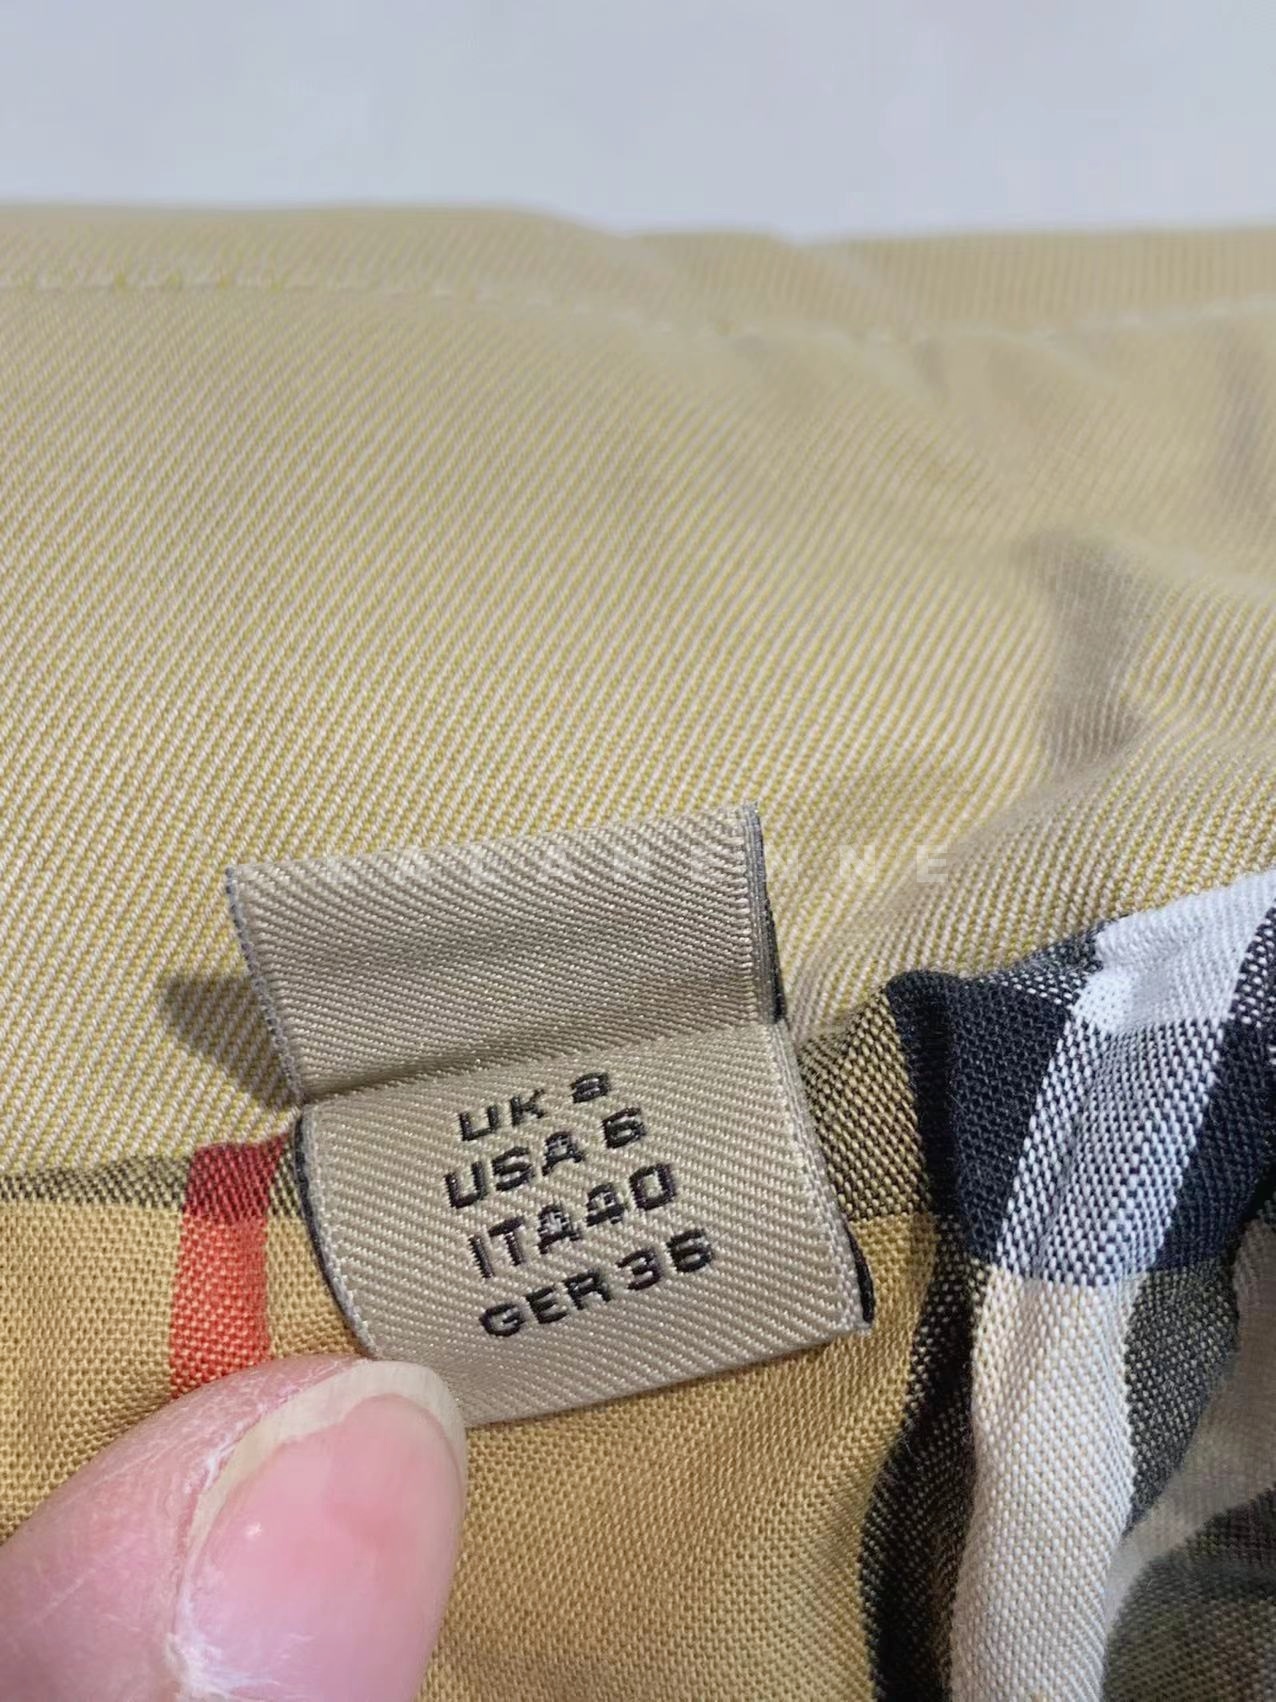 UK 8
USA 6
ITA 40
GER 36